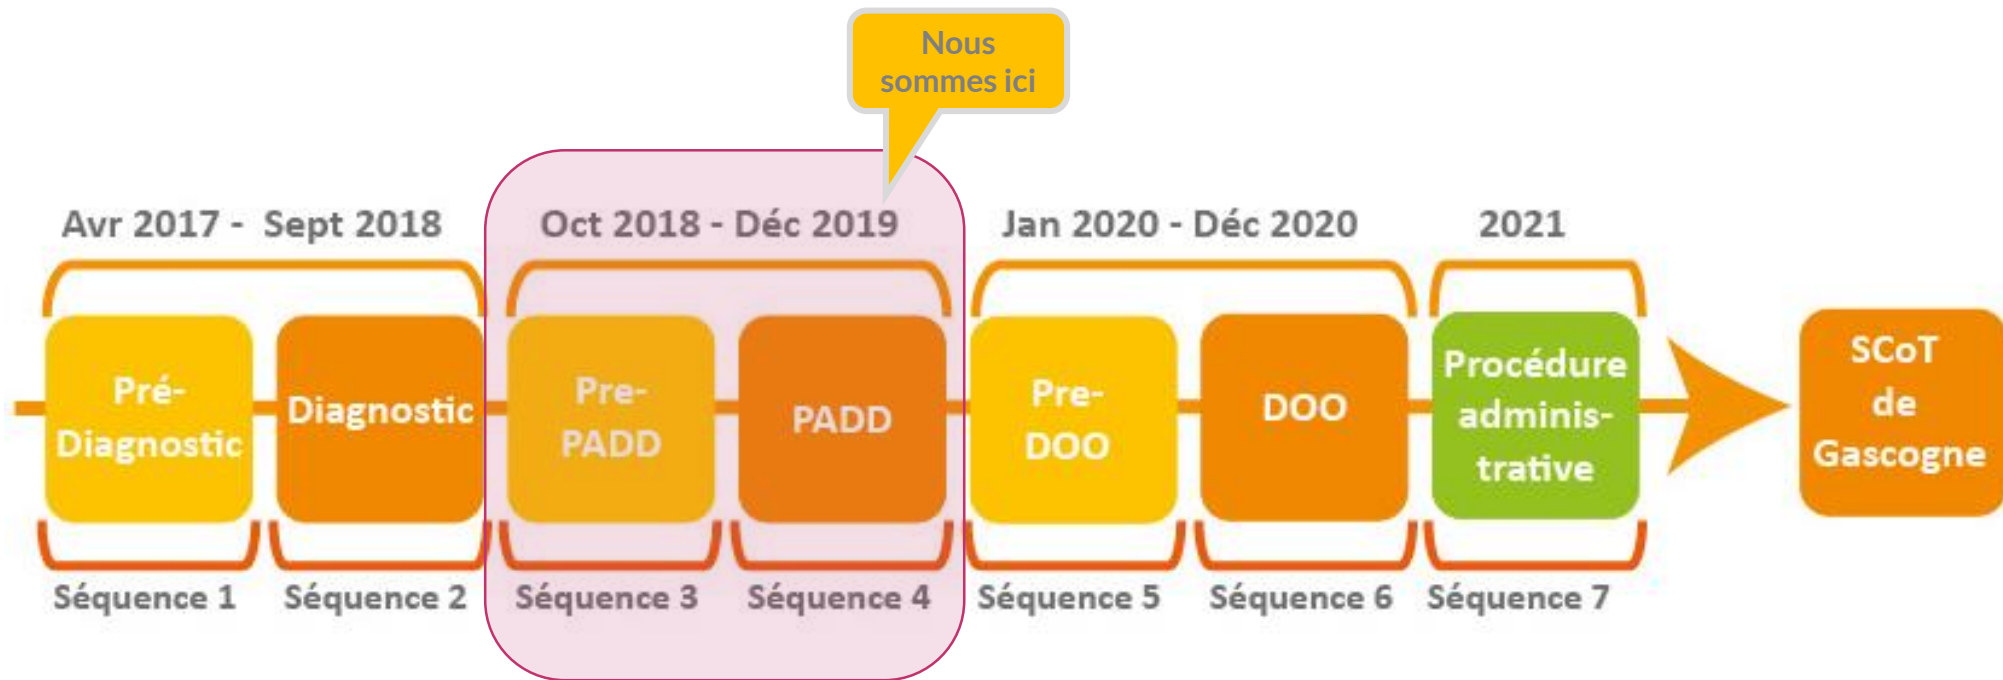 Nous
sommes ici
Avr 2017 - Sept 2018
Oct 2018 - Déc 2019
Jan 2020 - Déc 2020
2021
Pré-
Diagnostic
Diagnostic
Pre-
PADD
PADD
Pre-
DOO
DOO
Procédure
adminis-
trative
SCoT
de
Gascogne
Séquence 1
Séquence 2
Séquence 3
Séquence 4
Séquence 5
Séquence 6
Séquence 7